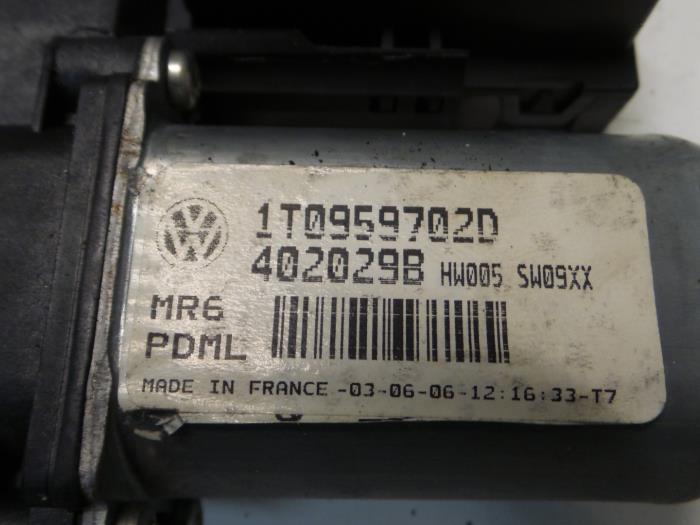 1T0959702D
402029B HW005 SW09XX
MR6
PDML
MADE IN FRANCE -03-06-06-12:16:33-T7